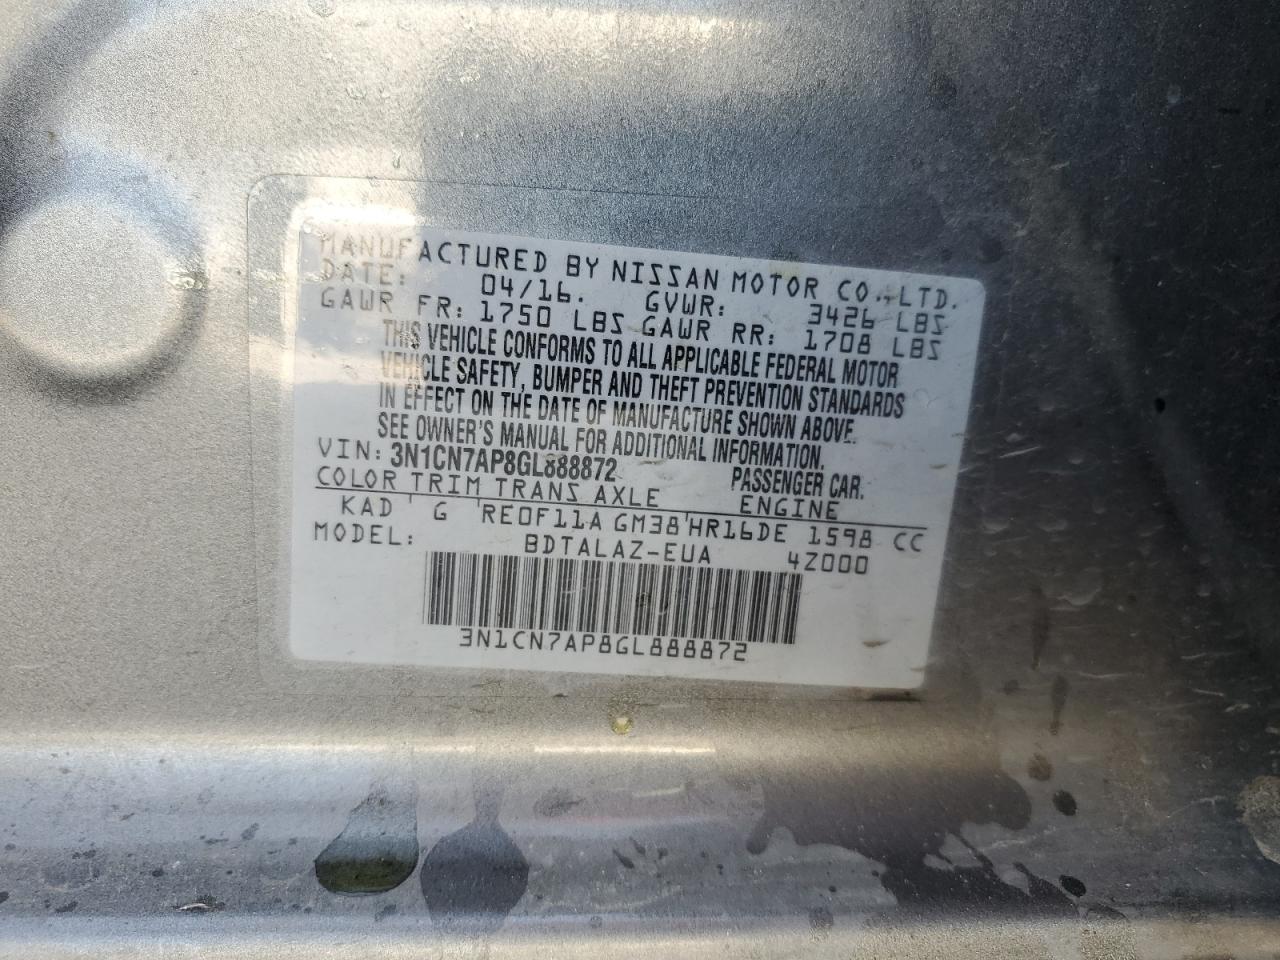 MANUFACTURED BY NISSAN MOTOR CO.,LTD.
DATE: 04/16. GVWR: 3426 LBS
GAWR FR: 1750 LBS GAWR RR: 1708 LBS
THIS VEHICLE CONFORMS TO ALL APPLICABLE FEDERAL MOTOR
VEHICLE SAFETY, BUMPER AND THEFT PREVENTION STANDARDS
IN EFFECT ON THE DATE OF MANUFACTURE SHOWN ABOVE.
SEE OWNER'S MANUAL FOR ADDITIONAL INFORMATION.
VIN: 3N1CN7AP8GL888872 PASSENGER CAR.
COLOR TRIM TRANS AXLE ENGINE
KAD G RE0F11A GM38 HR16DE 1598 CC
MODEL: BDTALAZ-EUA 4Z000
3N1CN7AP8GL888872